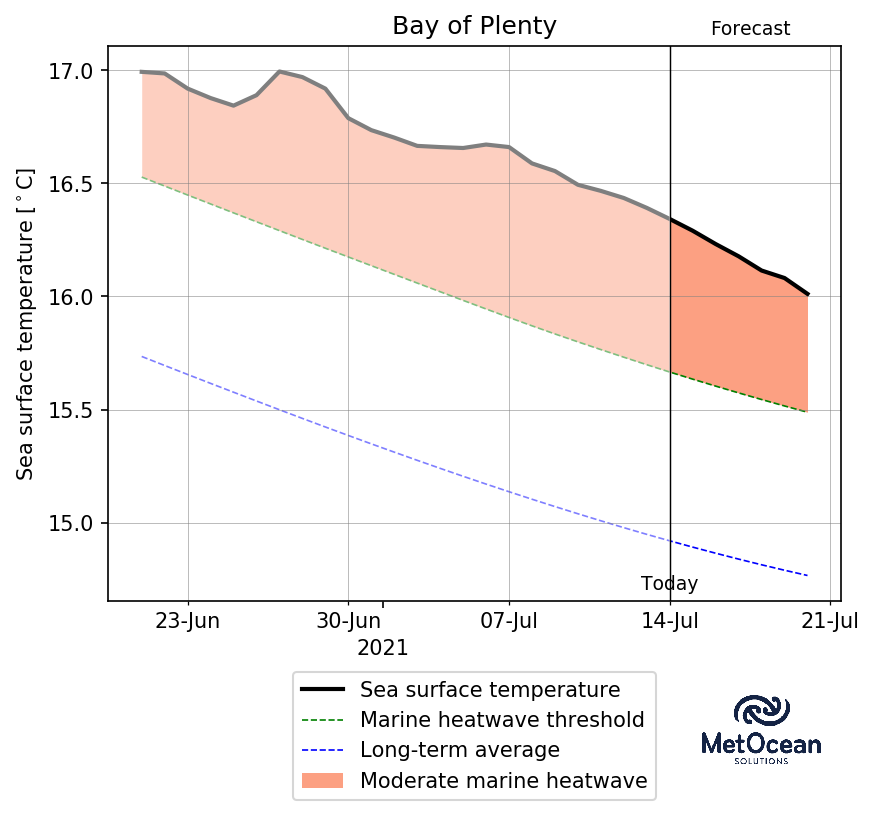 Bay of Plenty
Forecast
17.0
16.5
16.0
15.5
15.0
Sea surface temperature [°C]
Today
23-Jun 30-Jun 07-Jul 14-Jul 21-Jul
2021
Sea surface temperature
Marine heatwave threshold
Long-term average
Moderate marine heatwave
MetOcean
SOLUTIONS